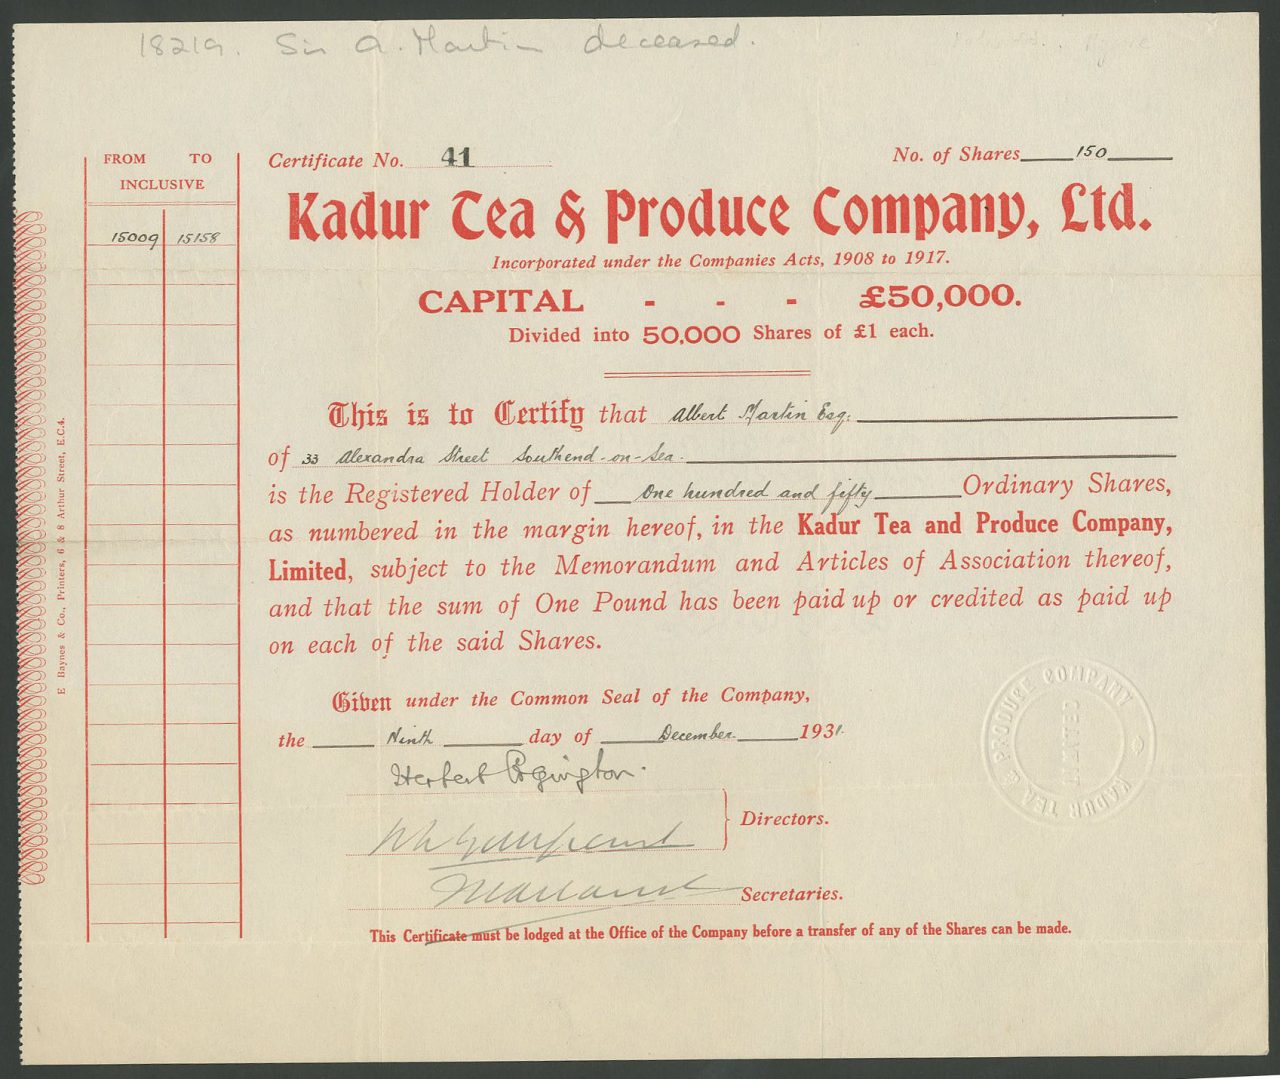 18219. Sir A. Martin deceased.
FROM TO
INCLUSIVE
15009 15158
Certificate No. 41
No. of Shares 150
Kadur Tea & Produce Company, Ltd.
Incorporated under the Companies Acts, 1908 to 1917.
CAPITAL - - - £50,000.
Divided into 50,000 Shares of £1 each.
This is to Certify that Albert Martin Esq:
of 33 Alexandra Street Southend-on-Sea.
is the Registered Holder of One hundred and fifty Ordinary Shares,
as numbered in the margin hereof, in the Kadur Tea and Produce Company,
Limited, subject to the Memorandum and Articles of Association thereof,
and that the sum of One Pound has been paid up or credited as paid up
on each of the said Shares.
Given under the Common Seal of the Company,
the Ninth day of December 1931.
Herbert
Directors.
Secretaries.
This Certificate must be lodged at the Office of the Company before a transfer of any of the Shares can be made.
E Baynes & Co., Printers, 6 & 8 Arthur Street, E.C.4.
KADUR TEA & PRODUCE COMPANY
LIMITED